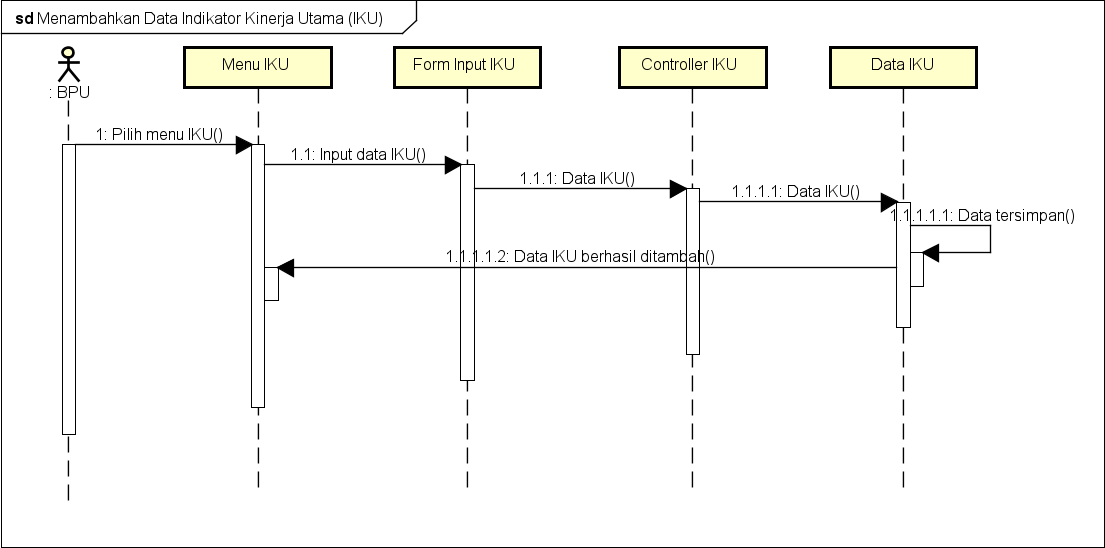 sd Menambahkan Data Indikator Kinerja Utama (IKU)
: BPU
Menu IKU
Form Input IKU
Controller IKU
Data IKU
1: Pilih menu IKU()
1.1: Input data IKU()
1.1.1: Data IKU()
1.1.1.1: Data IKU()
1.1.1.1.1: Data tersimpan()
1.1.1.1.2: Data IKU berhasil ditambah()